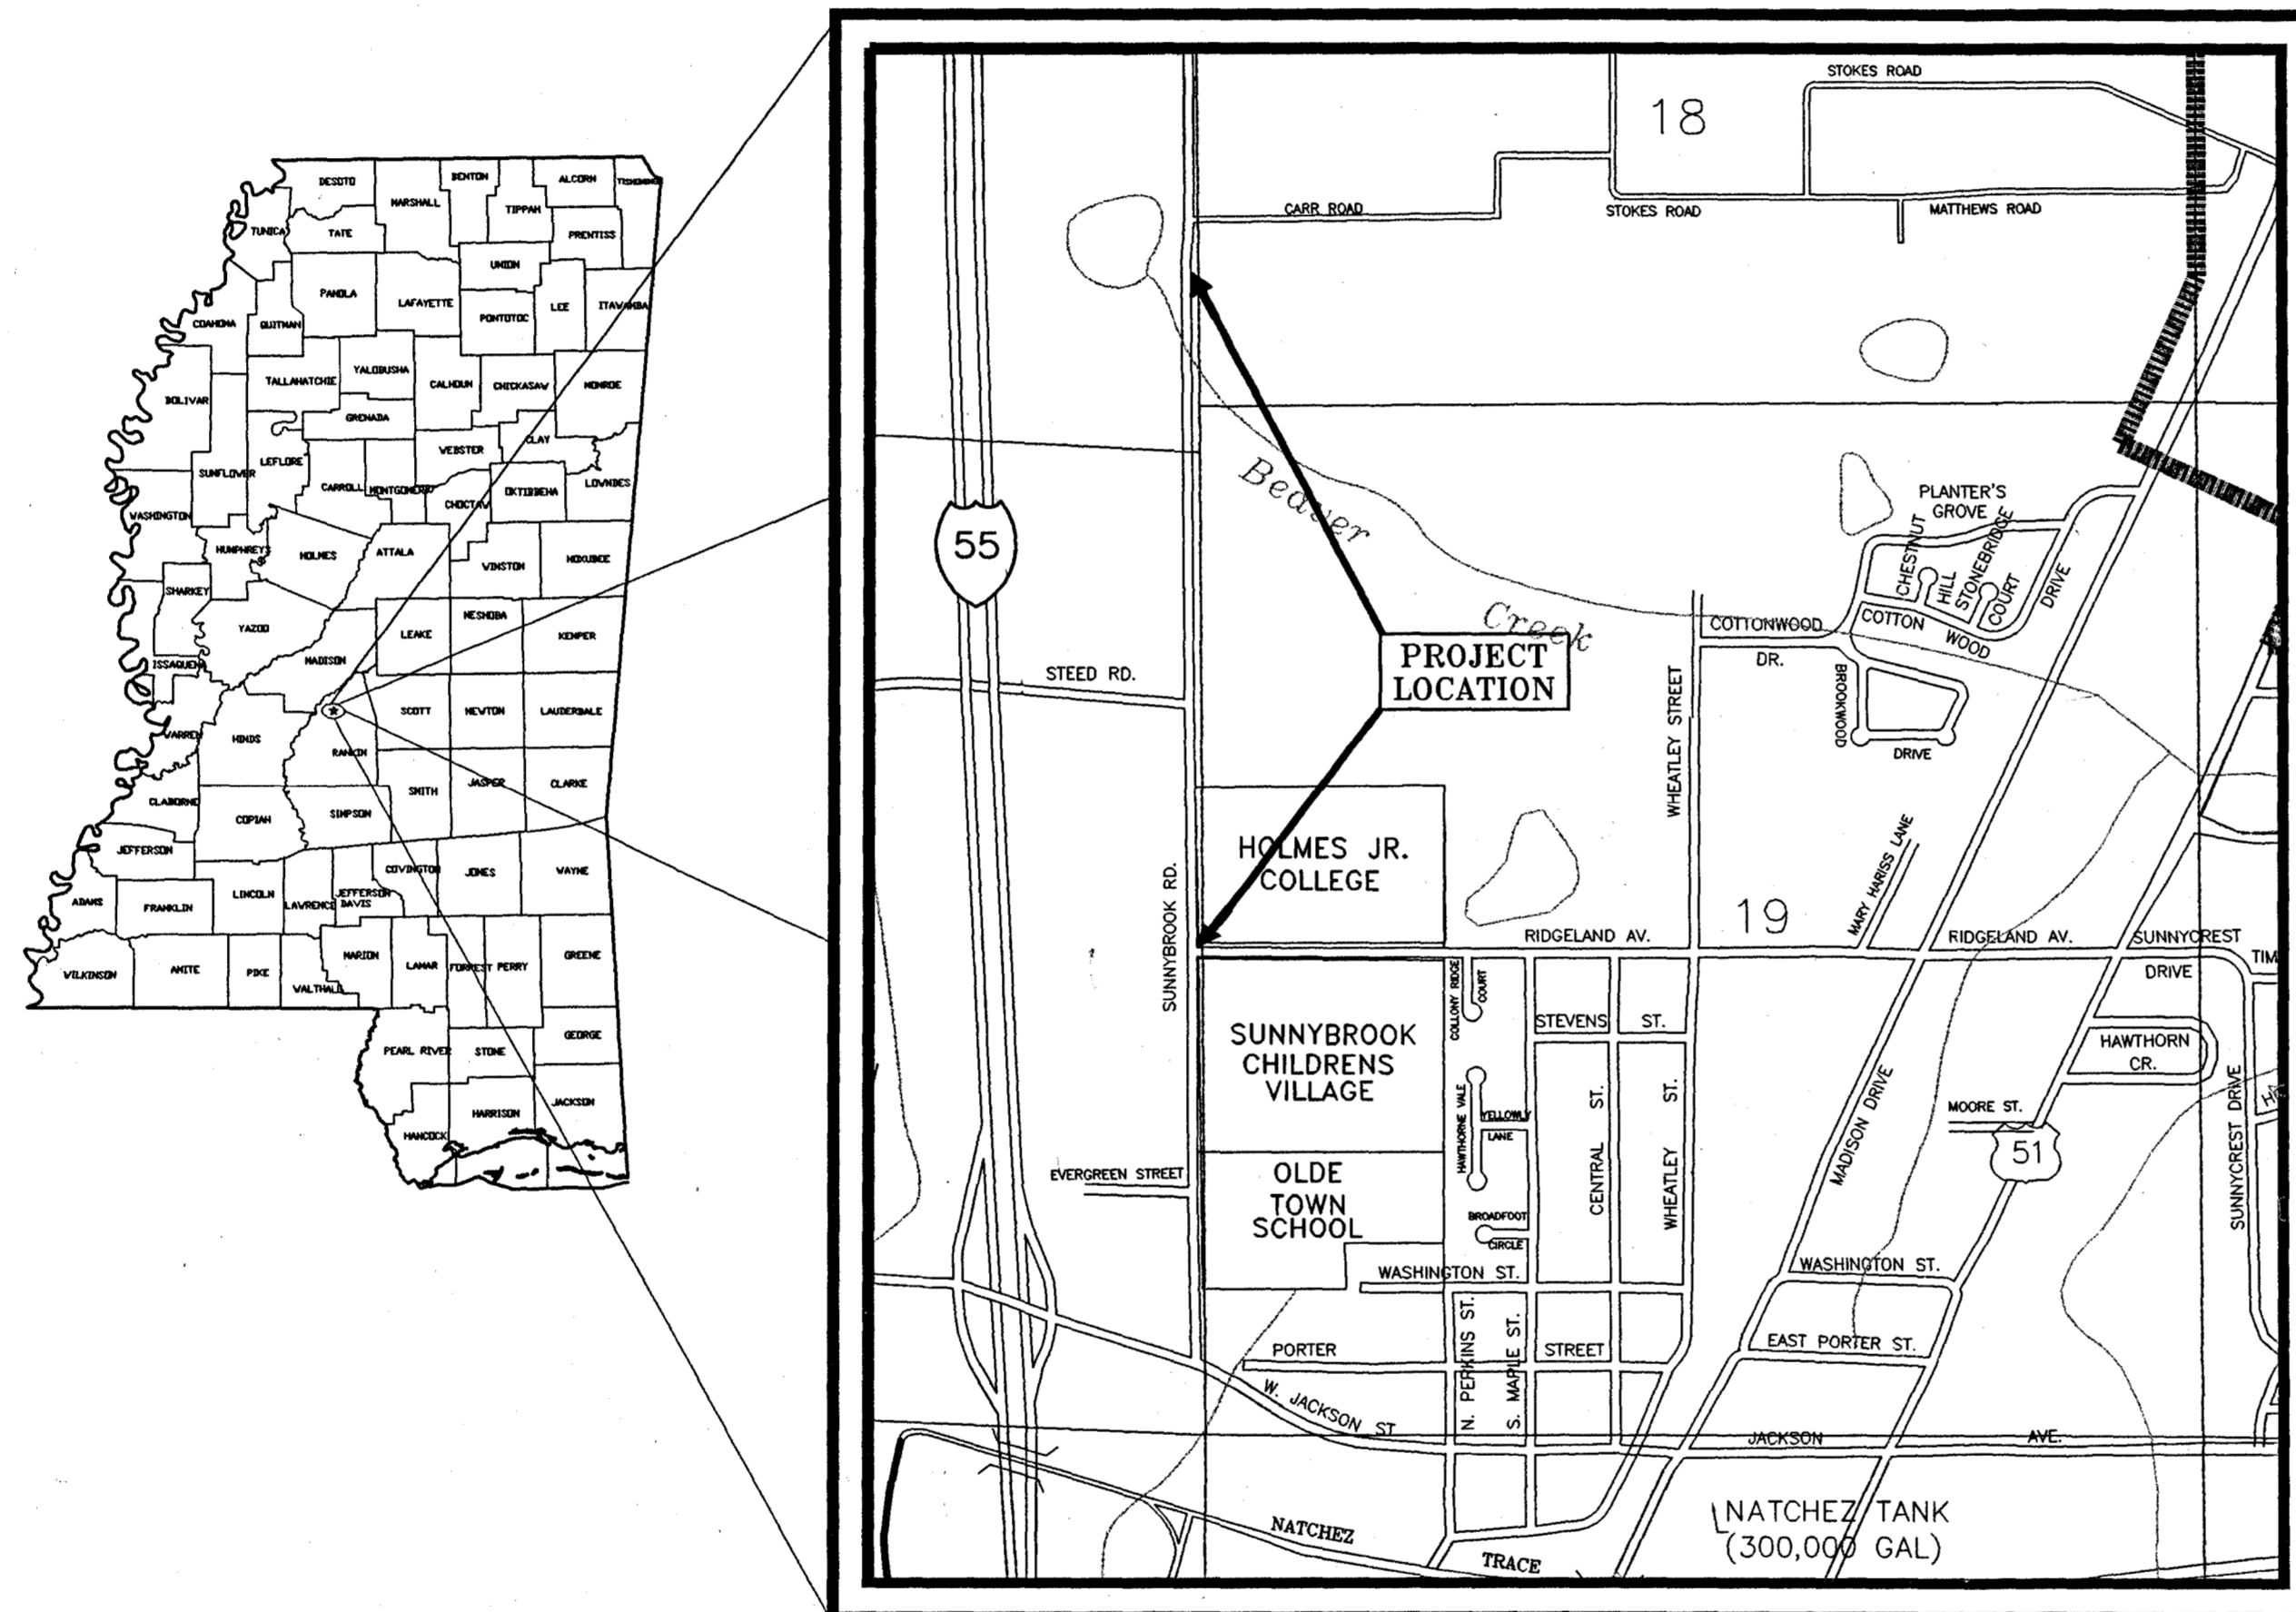 DESOTO
MARSHALL
BENTON
ALCORN
TISHOMINGO
TIPPAH
TUNICA
TATE
PRENTISS
UNION
PANOLA
LAFAYETTE
LEE
ITAWAMBA
COAHOMA
QUITMAN
PONTOTOC
YALOBUSHA
TALLAHATCHIE
CALHOUN
CHICKASAW
MONROE
BOLIVAR
GRENADA
CLAY
WEBSTER
LEFLORE
SUNFLOWER
CARROLL
MONTGOMERY
CHOCTAW
OKTIBBEHA
LOWNDES
WASHINGTON
HUMPHREYS
HOLMES
ATTALA
WINSTON
NOXUBEE
SHARKEY
YAZOO
LEAKE
NESHOBA
KEMPER
ISSAQUENA
MADISON
WARREN
HINDS
RANKIN
SCOTT
NEWTON
LAUDERDALE
CLAIBORNE
COPIAH
SIMPSON
SMITH
JASPER
CLARKE
JEFFERSON
ADAMS
FRANKLIN
LINCOLN
LAWRENCE
JEFFERSON
DAVIS
COVINGTON
JONES
WAYNE
WILKINSON
AMITE
PIKE
WALTHALL
MARION
LAMAR
FORREST
PERRY
GREENE
PEARL RIVER
STONE
GEORGE
HANCOCK
HARRISON
JACKSON
STOKES ROAD
18
CARR ROAD
STOKES ROAD
MATTHEWS ROAD
55
Beaver
Creek
PLANTER'S
GROVE
CHESTNUT
HILL
STONEBRIDGE
COURT
DRIVE
COTTONWOOD
DR.
COTTON
WOOD
BROOKWOOD
DRIVE
PROJECT
LOCATION
STEED RD.
WHEATLEY STREET
HOLMES JR.
COLLEGE
SUNNYBROOK RD.
19
MARY HARISS LANE
RIDGELAND AV.
RIDGELAND AV.
SUNNYCREST
DRIVE
TIM
COLLONY RIDGE
COURT
SUNNYBROOK
CHILDRENS
VILLAGE
STEVENS ST.
HAWTHORN
CR.
HAWTHORNE VALE
YELLOWLY
LANE
CENTRAL ST.
WHEATLEY ST.
MADISON DRIVE
MOORE ST.
51
SUNNYCREST DRIVE
EVERGREEN STREET
OLDE
TOWN
SCHOOL
BROADFOOT
CIRCLE
WASHINGTON ST.
WASHINGTON ST.
PORTER STREET
EAST PORTER ST.
N. PERKINS ST.
S. MAPLE ST.
W. JACKSON ST
JACKSON AVE.
NATCHEZ
TRACE
NATCHEZ TANK
(300,000 GAL)